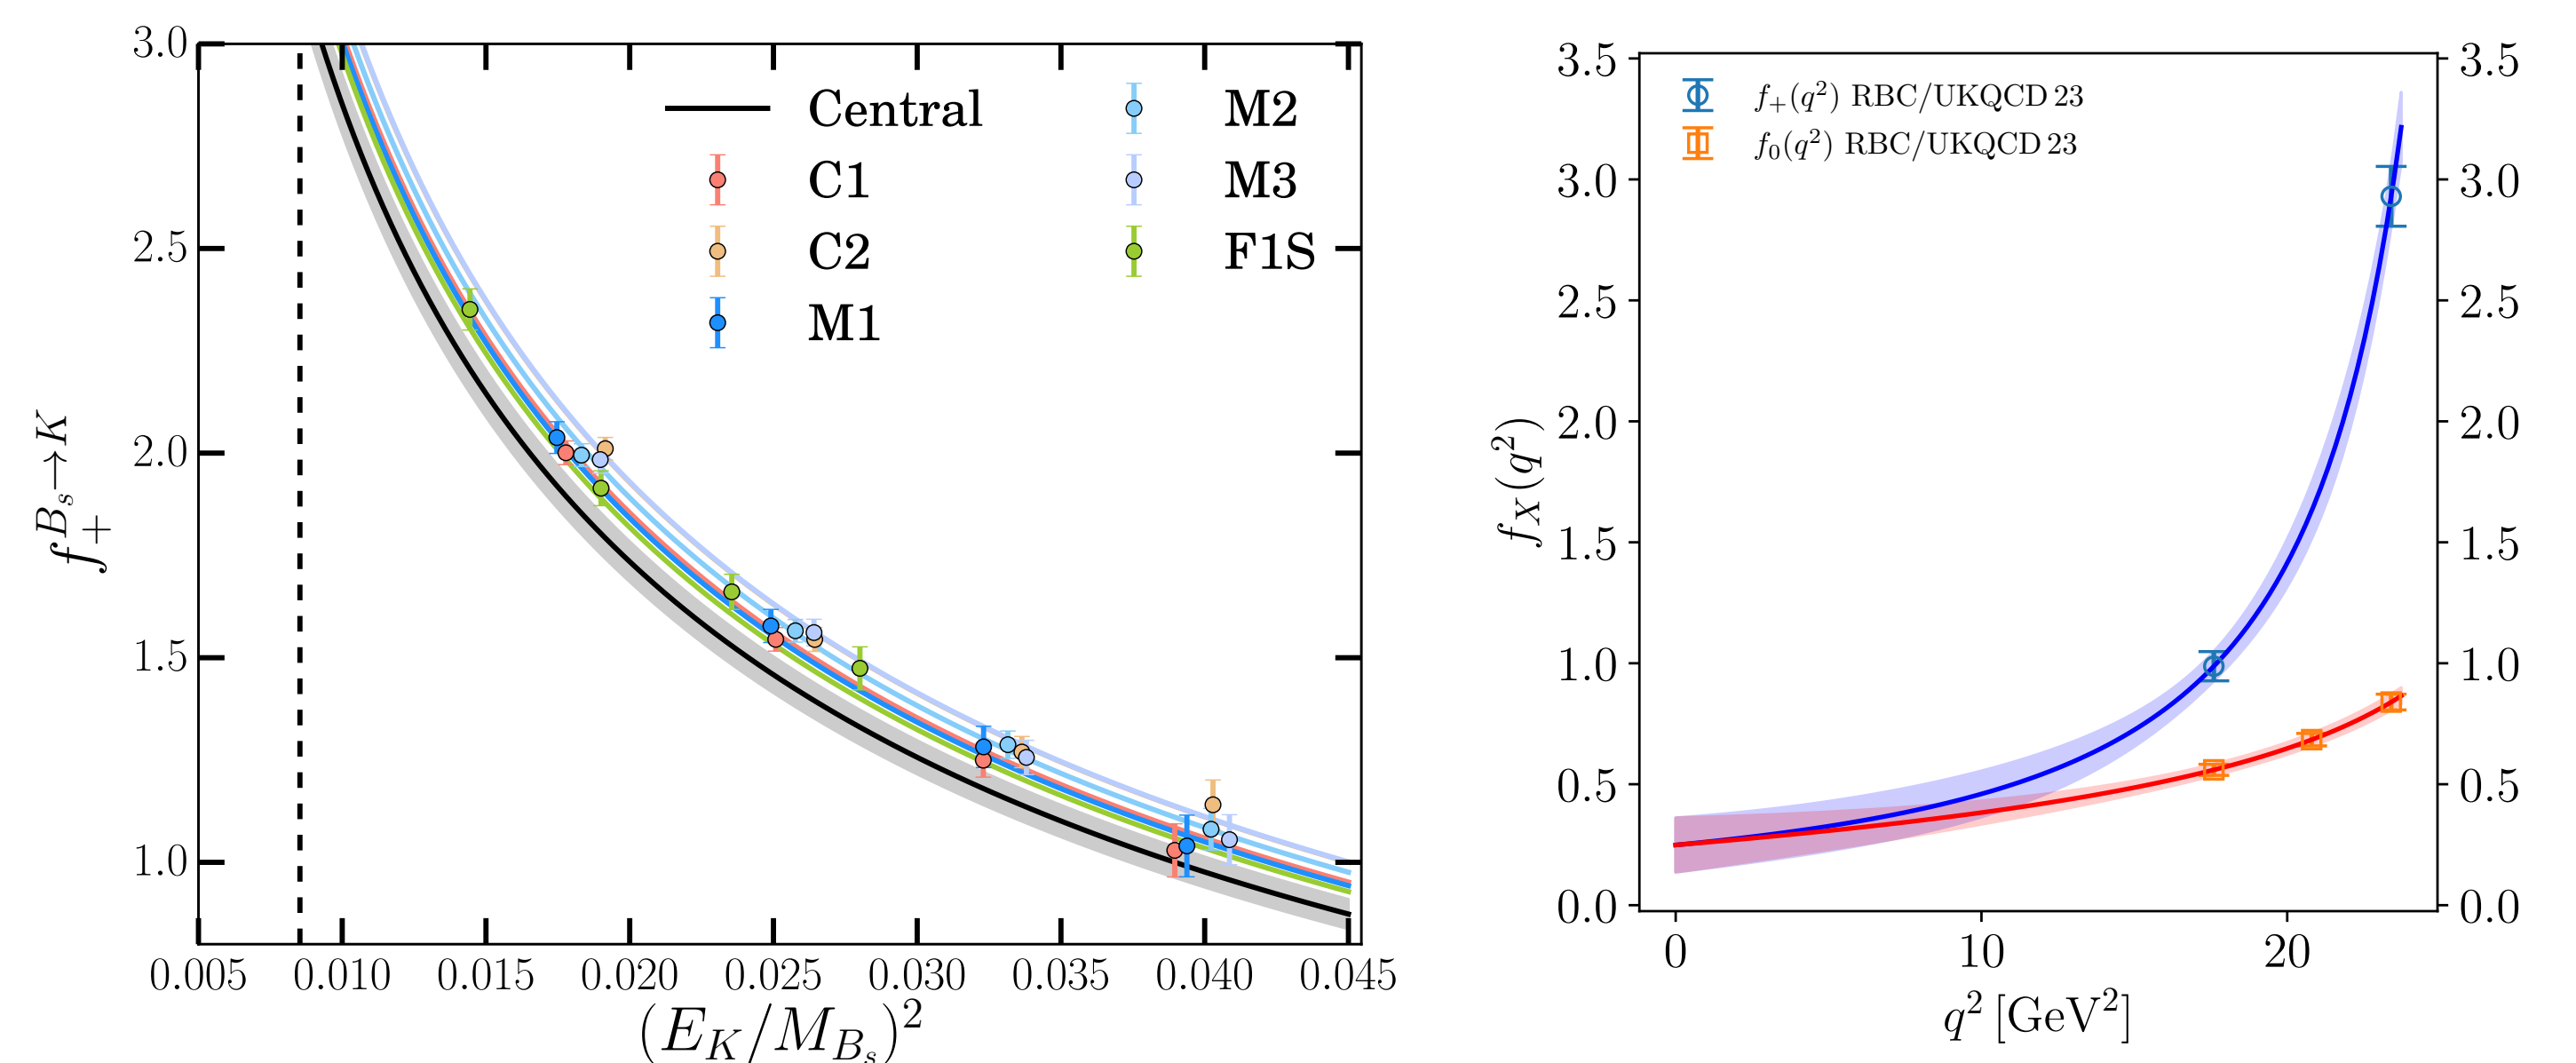 3.0
2.5
2.0
1.5
1.0
f_+^{B_s→K}
Central
C1
C2
M1
M2
M3
F1S
0.005 0.010 0.015 0.020 0.025 0.030 0.035 0.040 0.045
(E_K/M_{B_s})^2
3.5
3.0
2.5
2.0
1.5
1.0
0.5
0.0
f_X(q^2)
f_+(q^2) RBC/UKQCD 23
f_0(q^2) RBC/UKQCD 23
3.5
3.0
2.5
2.0
1.5
1.0
0.5
0.0
0 10 20
q^2 [GeV^2]